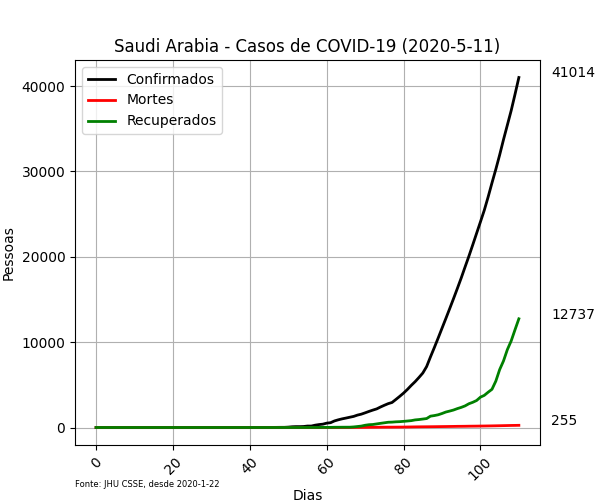 Saudi Arabia - Casos de COVID-19 (2020-5-11)
Confirmados
Mortes
Recuperados
41014
12737
255
Pessoas
40000
30000
20000
10000
0
0
20
40
60
80
100
Dias
Fonte: JHU CSSE, desde 2020-1-22